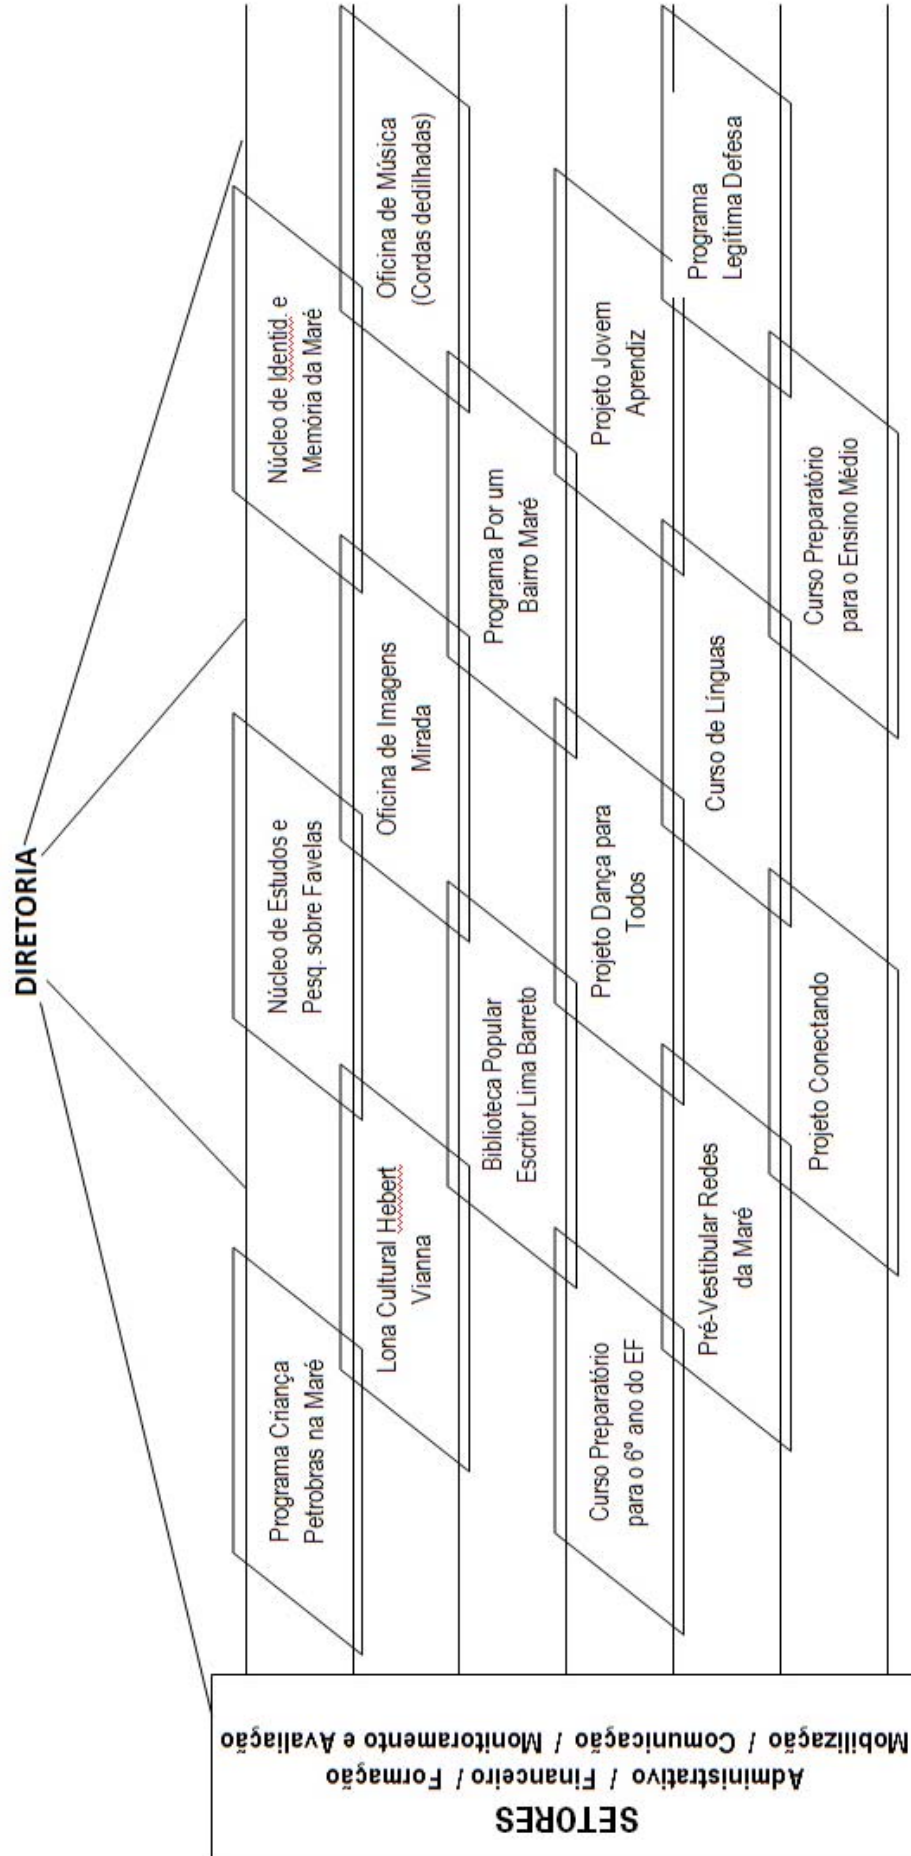 DIRETORIA
SETORES
Administrativo / Financeiro / Formação
Mobilização / Comunicação / Monitoramento e Avaliação
Programa Criança
Petrobras na Maré
Núcleo de Estudos e
Pesq. sobre Favelas
Núcleo de Identid. e
Memória da Maré
Lona Cultural Hebert
Vianna
Oficina de Imagens
Mirada
Oficina de Música
(Cordas dedilhadas)
Biblioteca Popular
Escritor Lima Barreto
Programa Por um
Bairro Maré
Curso Preparatório
para o 6º ano do EF
Projeto Dança para
Todos
Projeto Jovem
Aprendiz
Pré-Vestibular Redes
da Maré
Curso de Línguas
Programa
Legítima Defesa
Projeto Conectando
Curso Preparatório
para o Ensino Médio